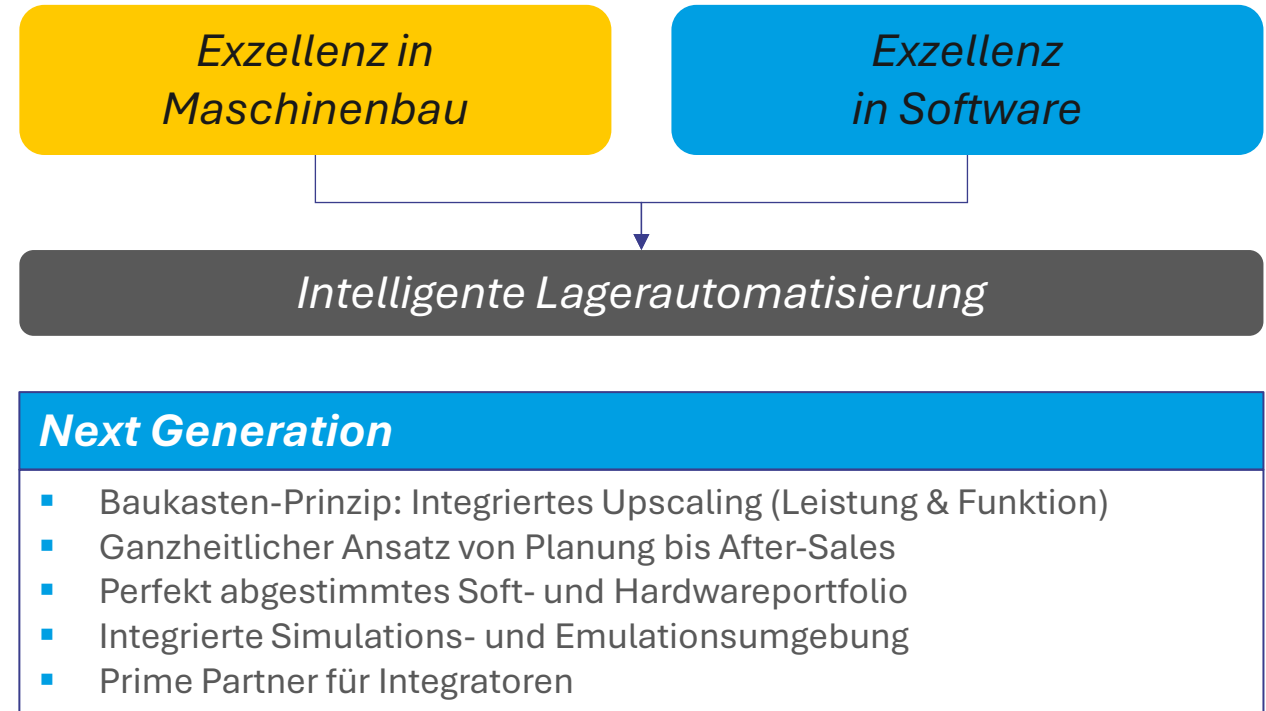 Exzellenz in
Maschinenbau
Exzellenz
in Software
Intelligente Lagerautomatisierung
Next Generation
▪ Baukasten-Prinzip: Integriertes Upscaling (Leistung & Funktion)
▪ Ganzheitlicher Ansatz von Planung bis After-Sales
▪ Perfekt abgestimmtes Soft- und Hardwareportfolio
▪ Integrierte Simulations- und Emulationsumgebung
▪ Prime Partner für Integratoren